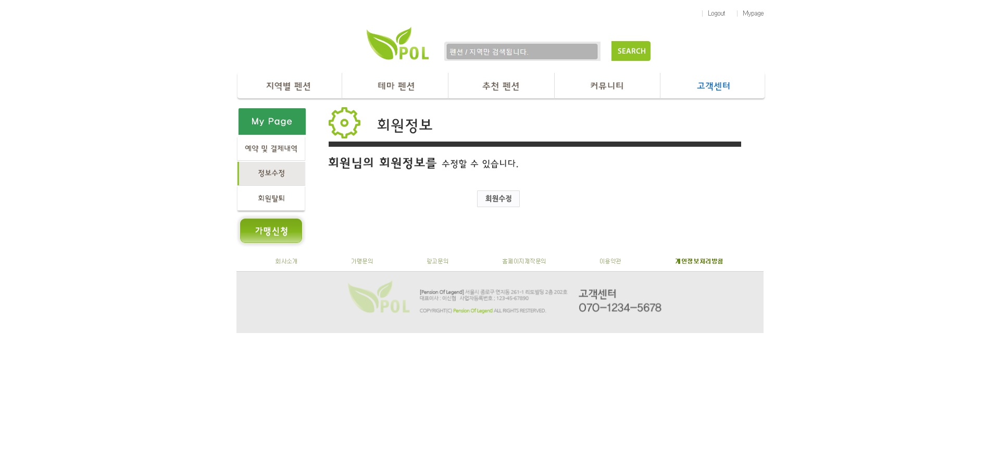 Logout Mypage
POL
펜션 / 지역만 검색됩니다.
SEARCH
지역별 펜션 테마 펜션 추천 펜션 커뮤니티 고객센터
My Page
예약 및 결제내역
정보수정
회원탈퇴
가맹신청
회원정보
회원님의 회원정보를 수정할 수 있습니다.
회원수정
회사소개 가맹문의 광고문의 홈페이지제작문의 이용약관 개인정보처리방침
POL
[Pension Of Legend] 서울시 종로구 연지동 261-1 리도빌딩 2층 202호
대표이사 : 이신협 사업자등록번호 : 123-45-67890
COPYRIGHT(C) Pension Of Legend ALL RIGHTS RESTERVED.
고객센터
070-1234-5678